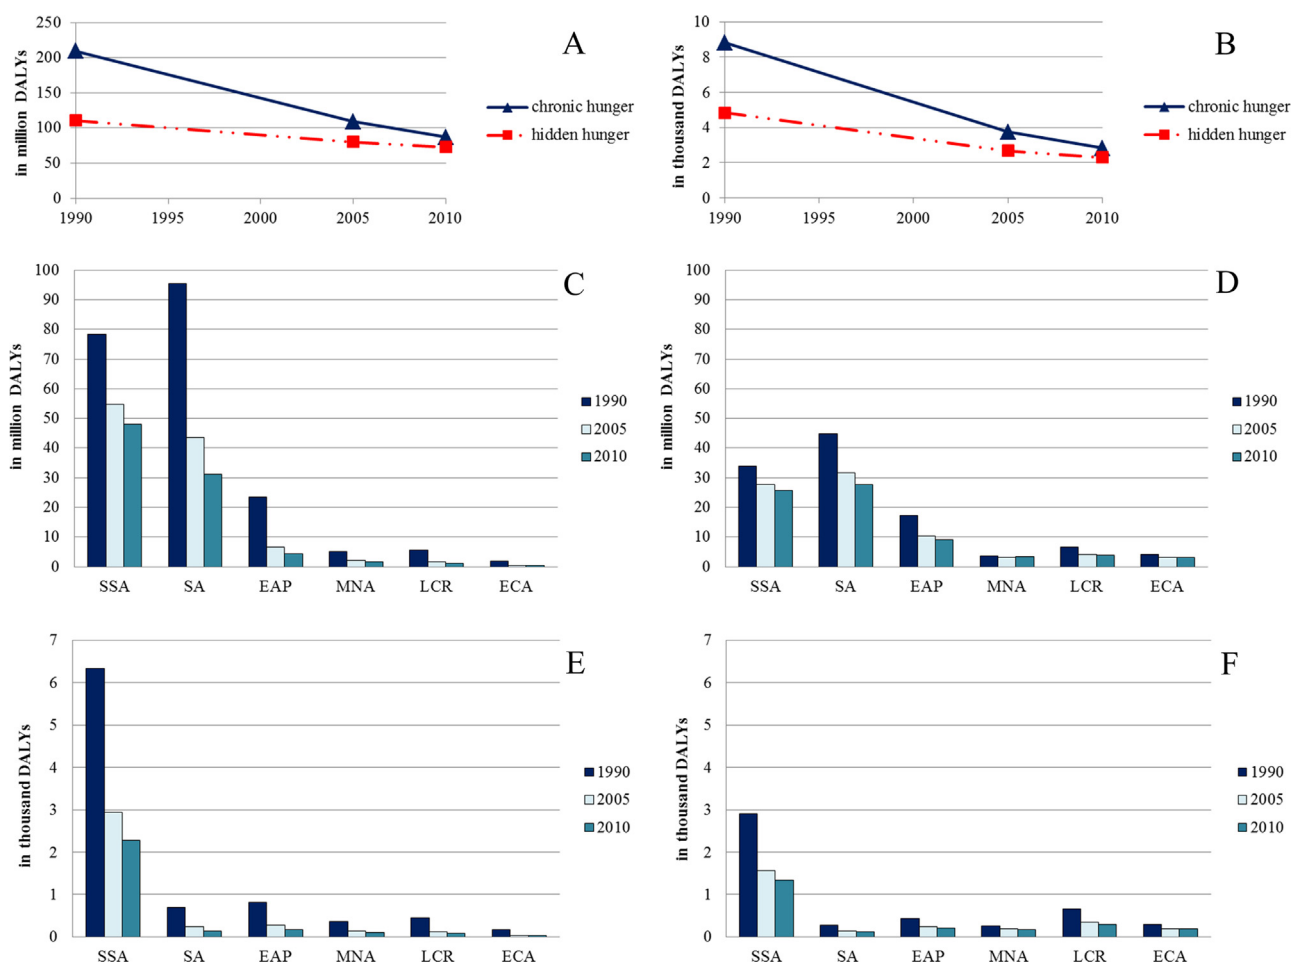 A
in million DALYs
250
200
150
100
50
0
1990 1995 2000 2005 2010
chronic hunger
hidden hunger
B
in thousand DALYs
10
8
6
4
2
0
1990 1995 2000 2005 2010
chronic hunger
hidden hunger
C
in million DALYs
100
90
80
70
60
50
40
30
20
10
0
SSA SA EAP MNA LCR ECA
1990
2005
2010
D
in million DALYs
100
90
80
70
60
50
40
30
20
10
0
SSA SA EAP MNA LCR ECA
1990
2005
2010
E
in thousand DALYs
7
6
5
4
3
2
1
0
SSA SA EAP MNA LCR ECA
1990
2005
2010
F
in thousand DALYs
7
6
5
4
3
2
1
0
SSA SA EAP MNA LCR ECA
1990
2005
2010